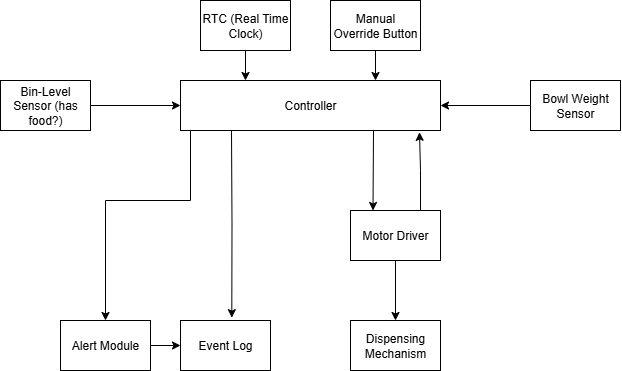 RTC (Real Time
Clock)
Manual
Override Button
Bin-Level
Sensor (has
food?)
Controller
Bowl Weight
Sensor
Motor Driver
Alert Module
Event Log
Dispensing
Mechanism